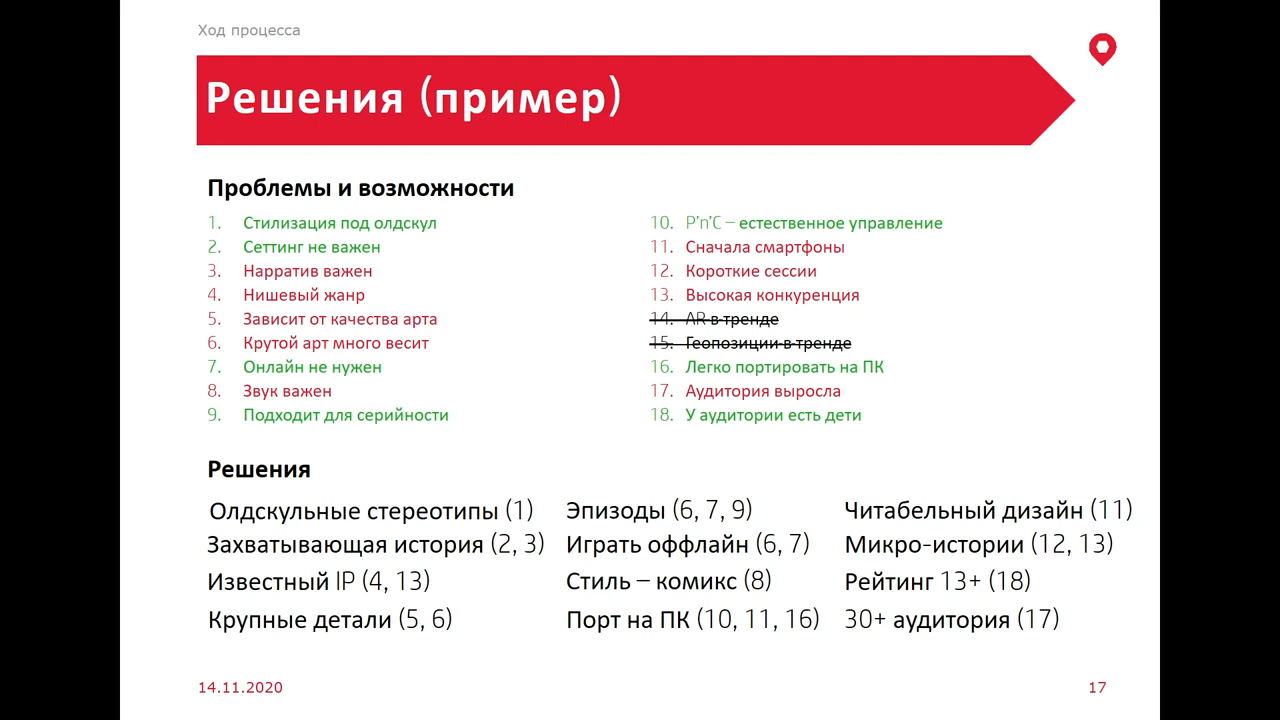 Ход процесса
Решения (пример)
Проблемы и возможности
1. Стилизация под олдскул
2. Сеттинг не важен
3. Нарратив важен
4. Нишевый жанр
5. Зависит от качества арта
6. Крутой арт много весит
7. Онлайн не нужен
8. Звук важен
9. Подходит для серийности
10. P'n'C – естественное управление
11. Сначала смартфоны
12. Короткие сессии
13. Высокая конкуренция
14. AR в тренде
15. Геопозиции в тренде
16. Легко портировать на ПК
17. Аудитория выросла
18. У аудитории есть дети
Решения
Олдскульные стереотипы (1)
Захватывающая история (2, 3)
Известный IP (4, 13)
Крупные детали (5, 6)
Эпизоды (6, 7, 9)
Играть оффлайн (6, 7)
Стиль – комикс (8)
Порт на ПК (10, 11, 16)
Читабельный дизайн (11)
Микро-истории (12, 13)
Рейтинг 13+ (18)
30+ аудитория (17)
14.11.2020
17